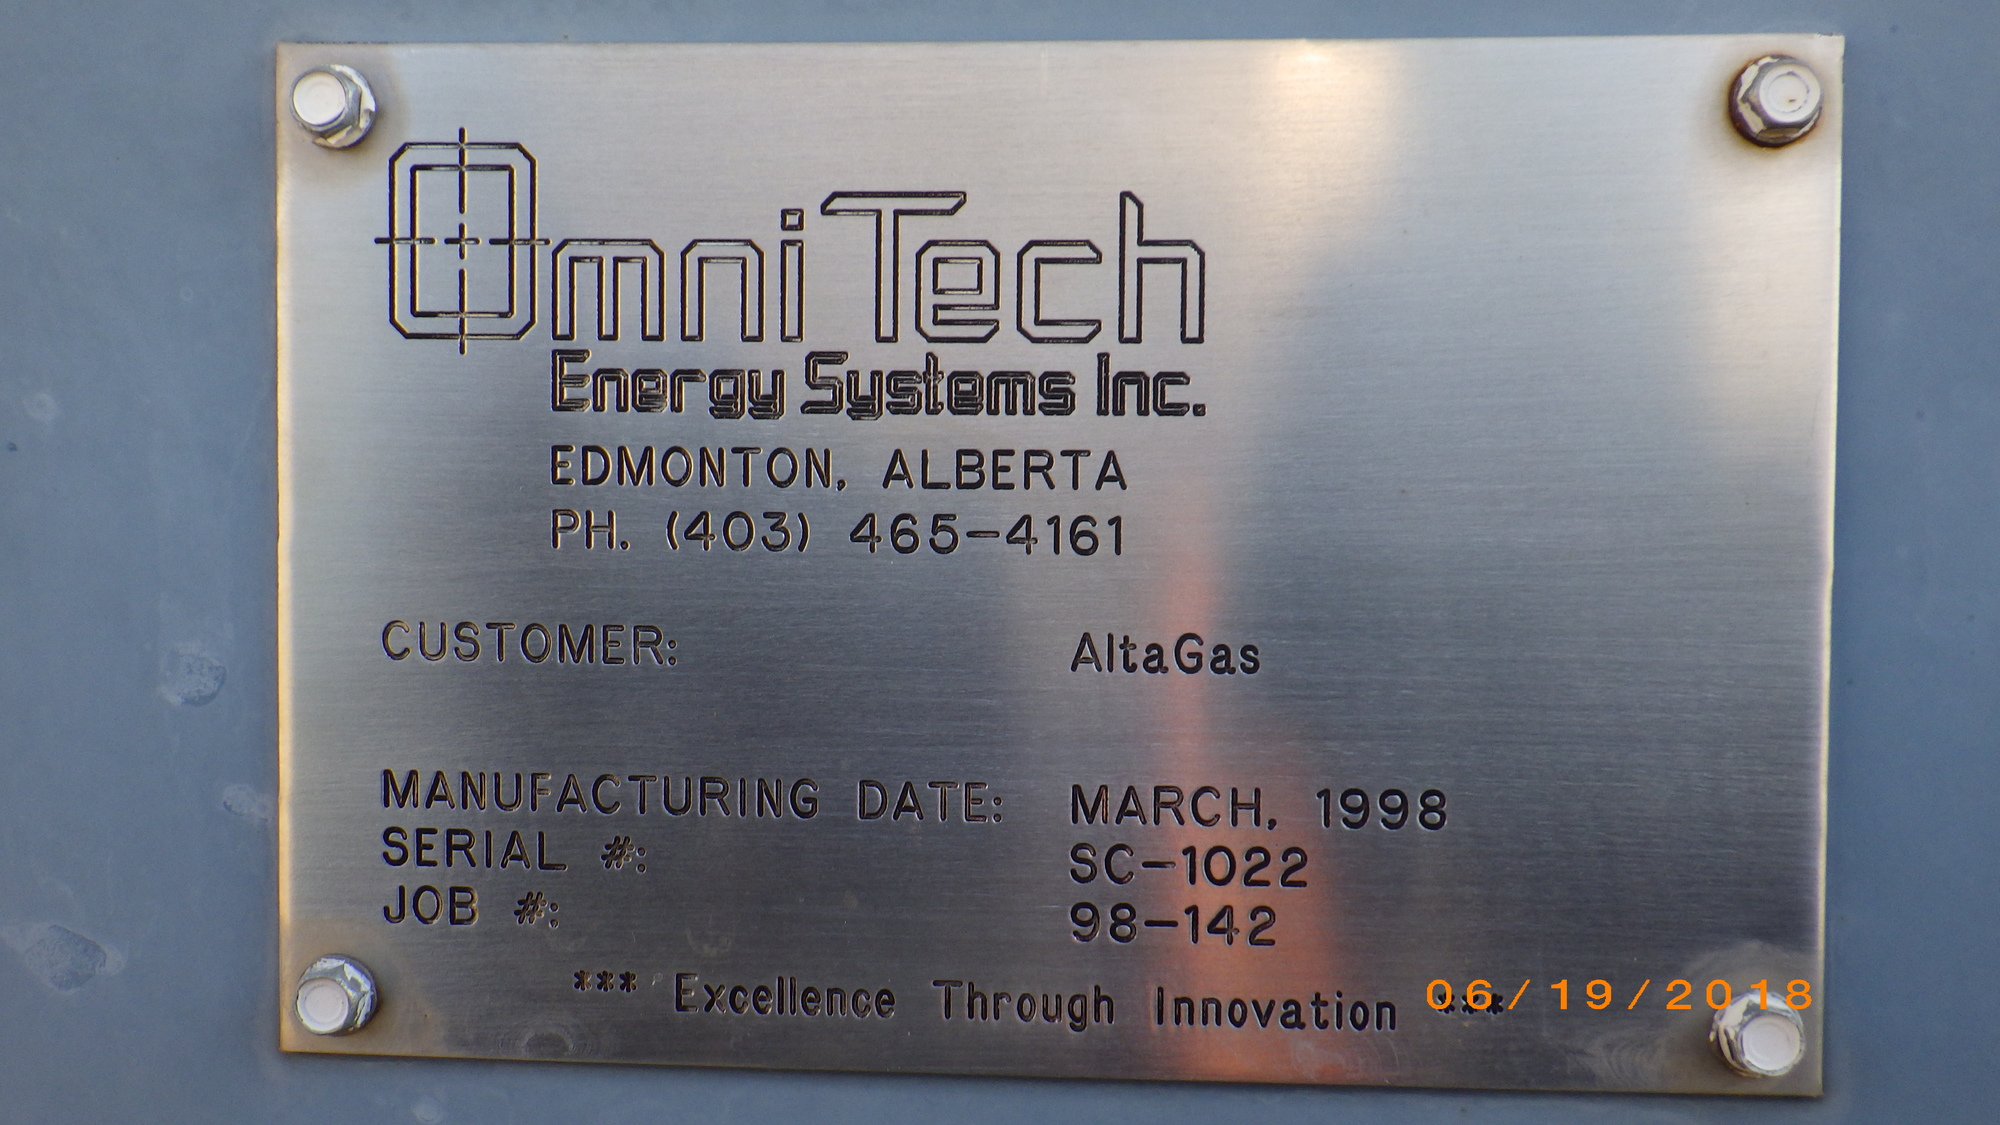 OmniTech
Energy Systems Inc.
EDMONTON, ALBERTA
PH. (403) 465-4161
CUSTOMER: AltaGas
MANUFACTURING DATE: MARCH, 1998
SERIAL #: SC-1022
JOB #: 98-142
*** Excellence Through Innovation ***
06/19/2018